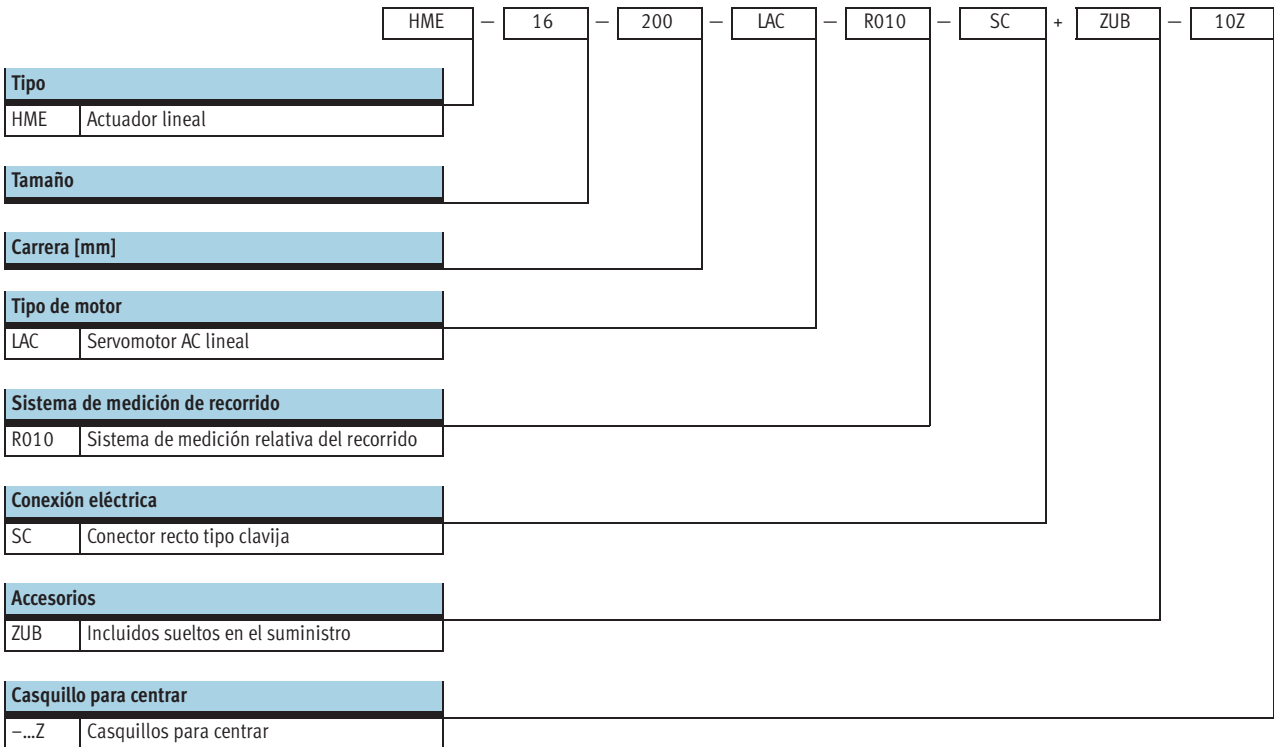 HME — 16 — 200 — LAC — R010 — SC + ZUB — 10Z
Tipo
HME Actuador lineal
Tamaño
Carrera [mm]
Tipo de motor
LAC Servomotor AC lineal
Sistema de medición de recorrido
R010 Sistema de medición relativa del recorrido
Conexión eléctrica
SC Conector recto tipo clavija
Accesorios
ZUB Incluidos sueltos en el suministro
Casquillo para centrar
–...Z Casquillos para centrar